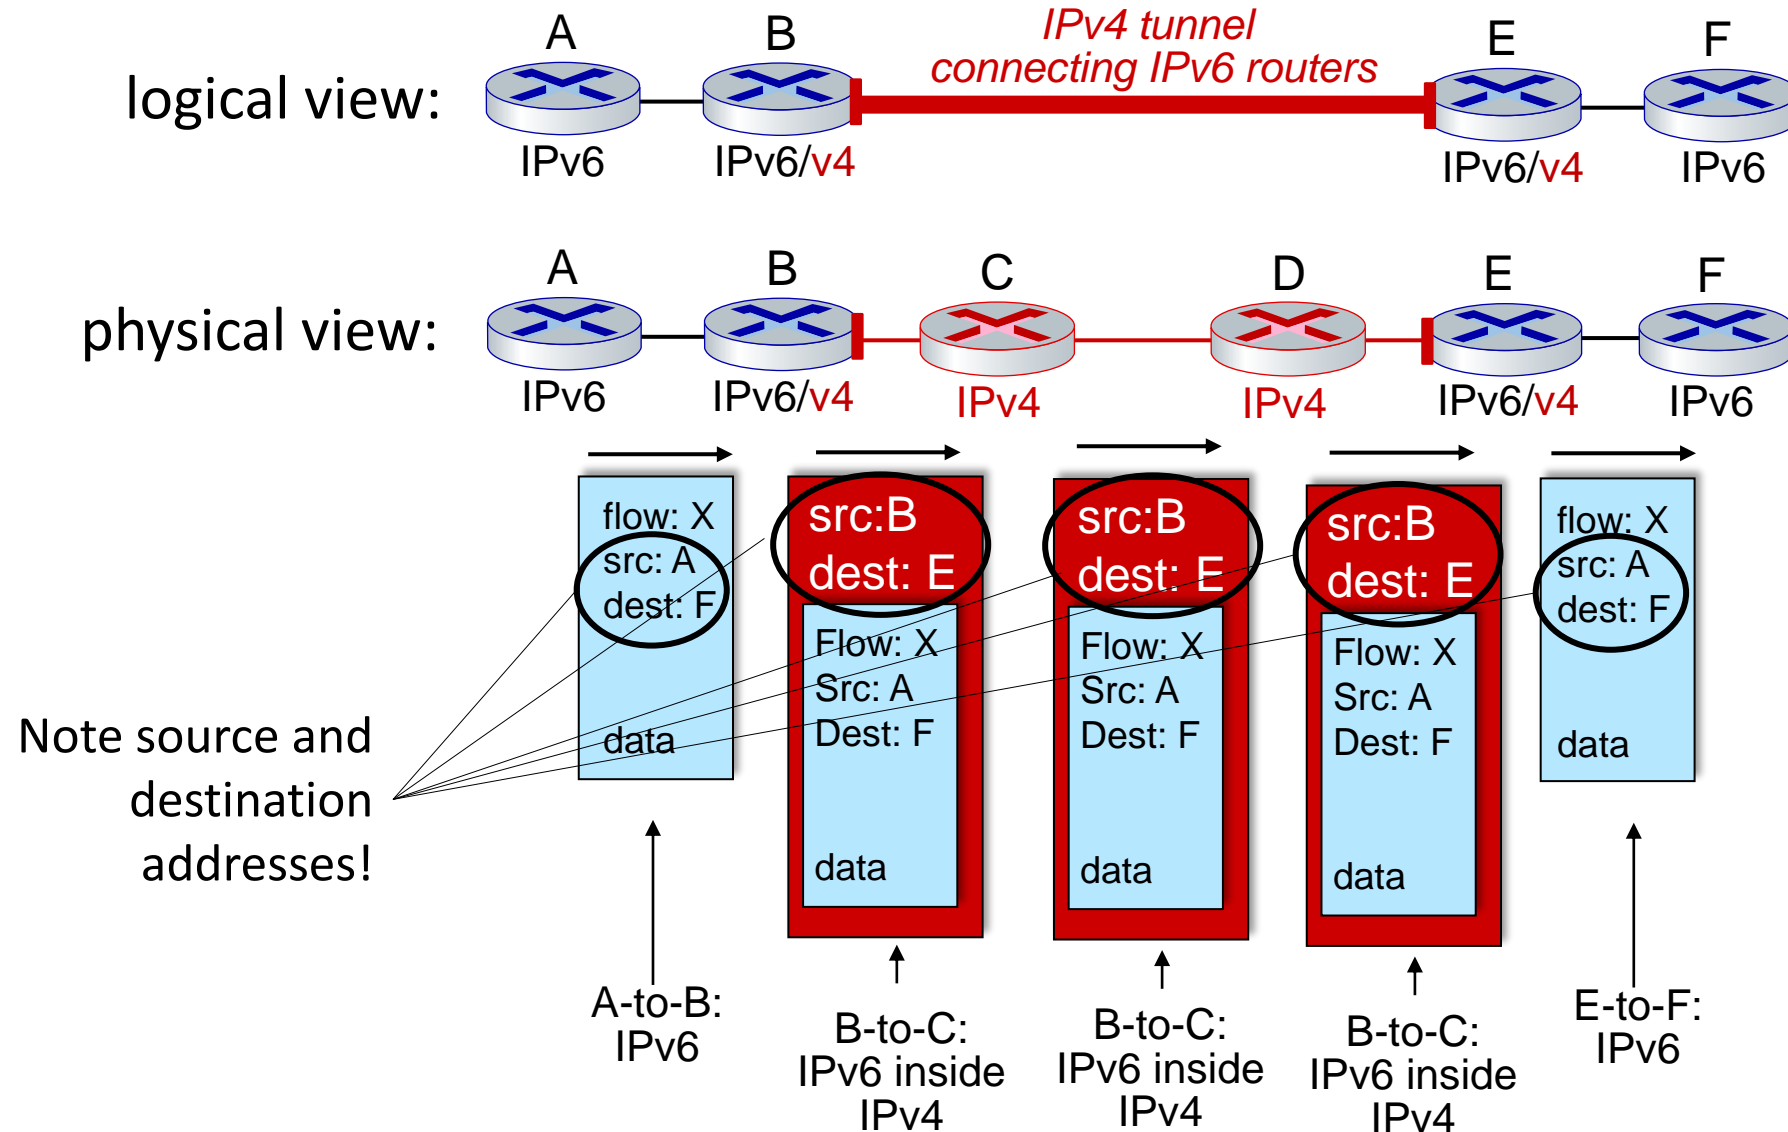 A
B
IPv4 tunnel
connecting IPv6 routers
E
F
logical view:
IPv6
IPv6/v4
IPv6/v4
IPv6
A
B
C
D
E
F
physical view:
IPv6
IPv6/v4
IPv4
IPv4
IPv6/v4
IPv6
flow: X
src: A
dest: F
data
src:B
dest: E
Flow: X
Src: A
Dest: F
data
src:B
dest: E
Flow: X
Src: A
Dest: F
data
src:B
dest: E
Flow: X
Src: A
Dest: F
data
flow: X
src: A
dest: F
data
Note source and
destination
addresses!
A-to-B:
IPv6
B-to-C:
IPv6 inside
IPv4
B-to-C:
IPv6 inside
IPv4
B-to-C:
IPv6 inside
IPv4
E-to-F:
IPv6